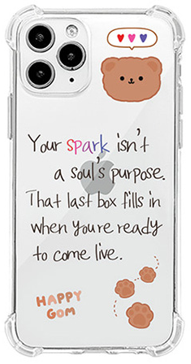 Your spark isn't
a soul's purpose.
That last box fills in
when you're ready
to come live.
HAPPY
GOM